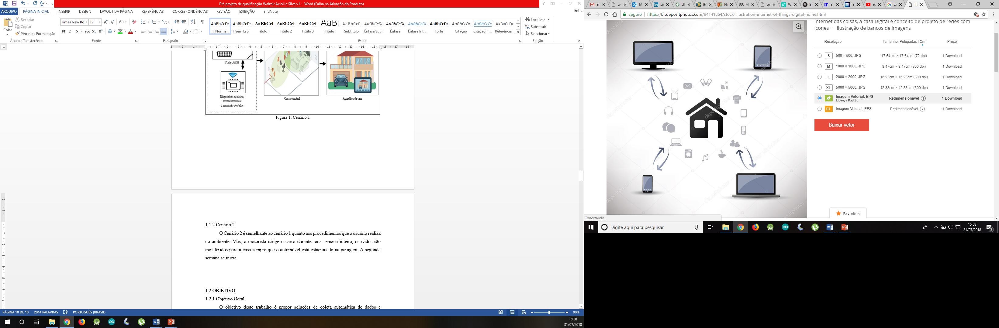 Pré projeto de qualificação Walmir Acioli e Silva v1 - Word (Falha na Ativação do Produto)
ARQUIVO PÁGINA INICIAL INSERIR DESIGN LAYOUT DA PÁGINA REFERÊNCIAS CORRESPONDÊNCIAS REVISÃO EXIBIÇÃO EndNote Entrar
Colar
Recortar
Copiar
Pincel de Formatação
Área de Transferência
Times New Ro 12
N I S abc x₂ x²
Fonte
Parágrafo
AaBbCcDc AaBbCcDc AaBbCc AaBbCcI AaBbCcI AaBl AaBbCcD AaBbCcDc AaBbCcDc AaBbCcDc AaBbCcDc AaBbCcDc AaBbCcDc AABBCCDC
¶ Normal ¶ Sem Esp... Título 1 Título 2 Título 3 Título Subtítulo Ênfase Sutil Ênfase Ênfase Int... Forte Citação Citação In... Referência...
Estilo
Localizar
Substituir
Selecionar
Edição
Porta OBDII
Dispositivos de coleta,
armazenamento e
transmissão de dados
Casa com AmI
Aparelhos da casa
Figura 1: Cenário 1
1.1.2 Cenário 2
O Cenário 2 é semelhante ao cenário 1 quanto aos procedimentos que o usuário realiza
no ambiente. Mas, o motorista dirige o carro durante uma semana inteira, os dados são
transferidos para a casa sempre que o automóvel está estacionado na garagem. A segunda
semana se inicia
1.2 OBJETIVO
1.2.1 Objetivo Geral
O objetivo deste trabalho é propor soluções de coleta automática de dados e
PÁGINA 10 DE 18 2814 PALAVRAS PORTUGUÊS (BRASIL) 98%
15:58
31/07/2018
Seguro https://br.depositphotos.com/94141864/stock-illustration-internet-of-things-digital-home.html
Internet das coisas, a casa Digital e conceito de projeto de redes com
ícones - ilustração de bancos de imagens
Resolução Tamanho: Polegadas | Cm Preço
S 500 × 500, JPG 17.64cm × 17.64cm (72 dpi) 1 Download
M 1000 × 1000, JPG 8.47cm × 8.47cm (300 dpi) 1 Download
L 2000 × 2000, JPG 16.93cm × 16.93cm (300 dpi) 1 Download
XL 5000 × 5000, JPG 42.33cm × 42.33cm (300 dpi) 1 Download
Imagem Vetorial, EPS Redimensionável 1 Download
Licença Padrão
EL Imagem Vetorial, EPS Redimensionável 1 Download
Baixar vetor
depositphotos
Favoritos
Conectando...
Digite aqui para pesquisar
15:58
31/07/2018